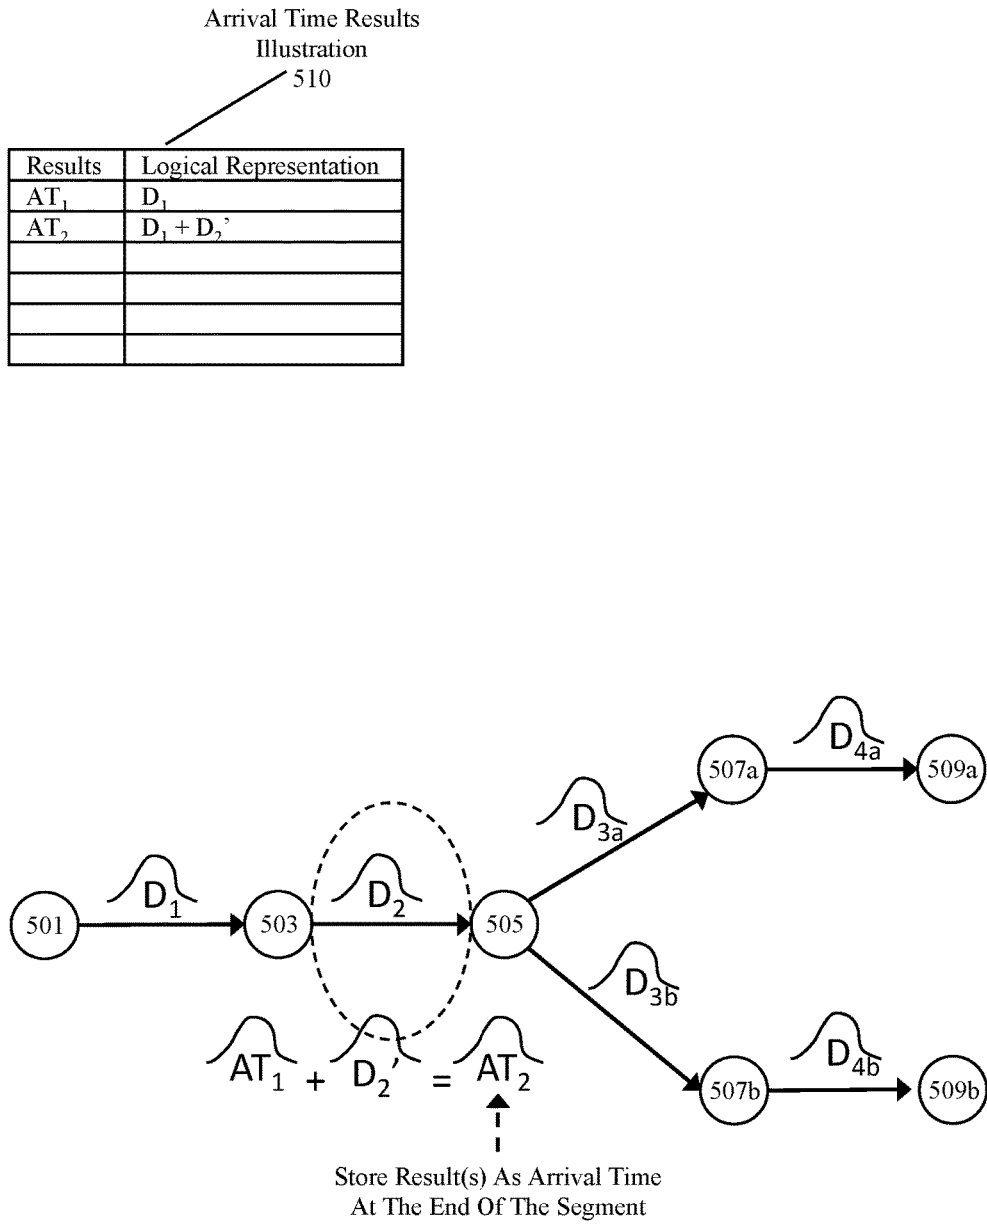 Arrival Time Results
Illustration
510
Results Logical Representation
AT₁ D₁
AT₂ D₁ + D₂’
D₄ₐ
507a 509a
D₃ₐ
D₁ D₂
501 503 505
D₃b
AT₁ + D₂’ = AT₂
D₄b
507b 509b
Store Result(s) As Arrival Time
At The End Of The Segment